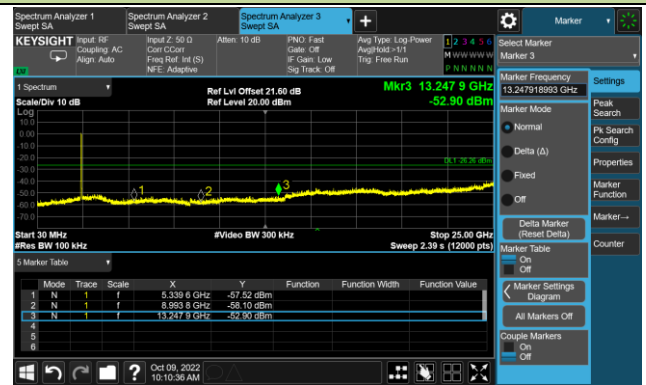 Spectrum Analyzer 1
Swept SA
Spectrum Analyzer 2
Swept SA
Spectrum Analyzer 3
Swept SA
Marker
KEYSIGHT
Input: RF
Coupling: AC
Align: Auto
Input Z: 50 Ω
Corr CCorr
Freq Ref: Int (S)
NFE: Adaptive
Atten: 10 dB
PNO: Fast
Gate: Off
IF Gain: Low
Sig Track: Off
Avg Type: Log-Power
Avg|Hold:>1/1
Trig: Free Run
1 2 3 4 5 6
M W W W W W
P N N N N N
Select Marker
Marker 3
1 Spectrum
Scale/Div 10 dB
Log
Ref Lvl Offset 21.60 dB
Ref Level 20.00 dBm
Mkr3 13.247 9 GHz
-52.90 dBm
10.0
0.00
-10.0
-20.0
-30.0
-40.0
-50.0
-60.0
-70.0
DL1 -26.26 dBm
1
2
3
Start 30 MHz
#Res BW 100 kHz
#Video BW 300 kHz
Stop 25.00 GHz
Sweep 2.39 s (12000 pts)
5 Marker Table
Mode Trace Scale X Y Function Function Width Function Value
1 N 1 f 5.339 6 GHz -57.52 dBm
2 N 1 f 8.993 8 GHz -58.10 dBm
3 N 1 f 13.247 9 GHz -52.90 dBm
4
5
6
Marker Frequency
13.247918993 GHz
Marker Mode
Normal
Delta (Δ)
Fixed
Off
Delta Marker
(Reset Delta)
Marker Table
On
Off
Marker Settings
Diagram
All Markers Off
Couple Markers
On
Off
Settings
Peak
Search
Pk Search
Config
Properties
Marker
Function
Marker→
Counter
?
Oct 09, 2022
10:10:36 AM